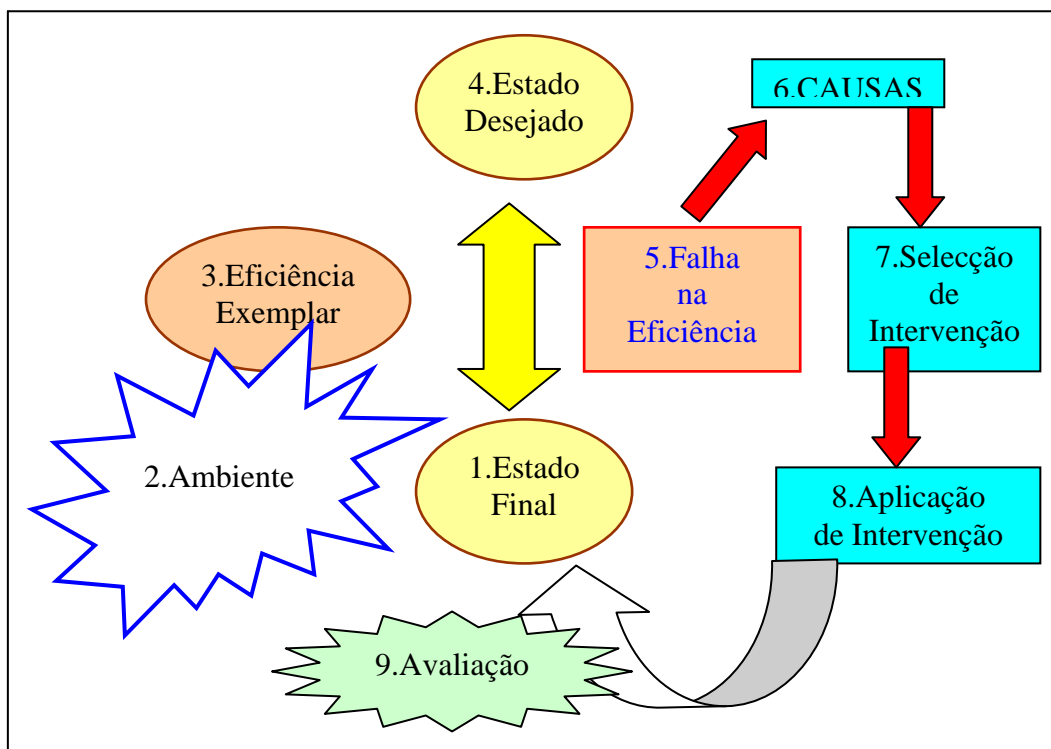 4.Estado
Desejado
6.CAUSAS
3.Eficiência
Exemplar
5.Falha
na
Eficiência
7.Selecção
de
Intervenção
2.Ambiente
1.Estado
Final
8.Aplicação
de Intervenção
9.Avaliação